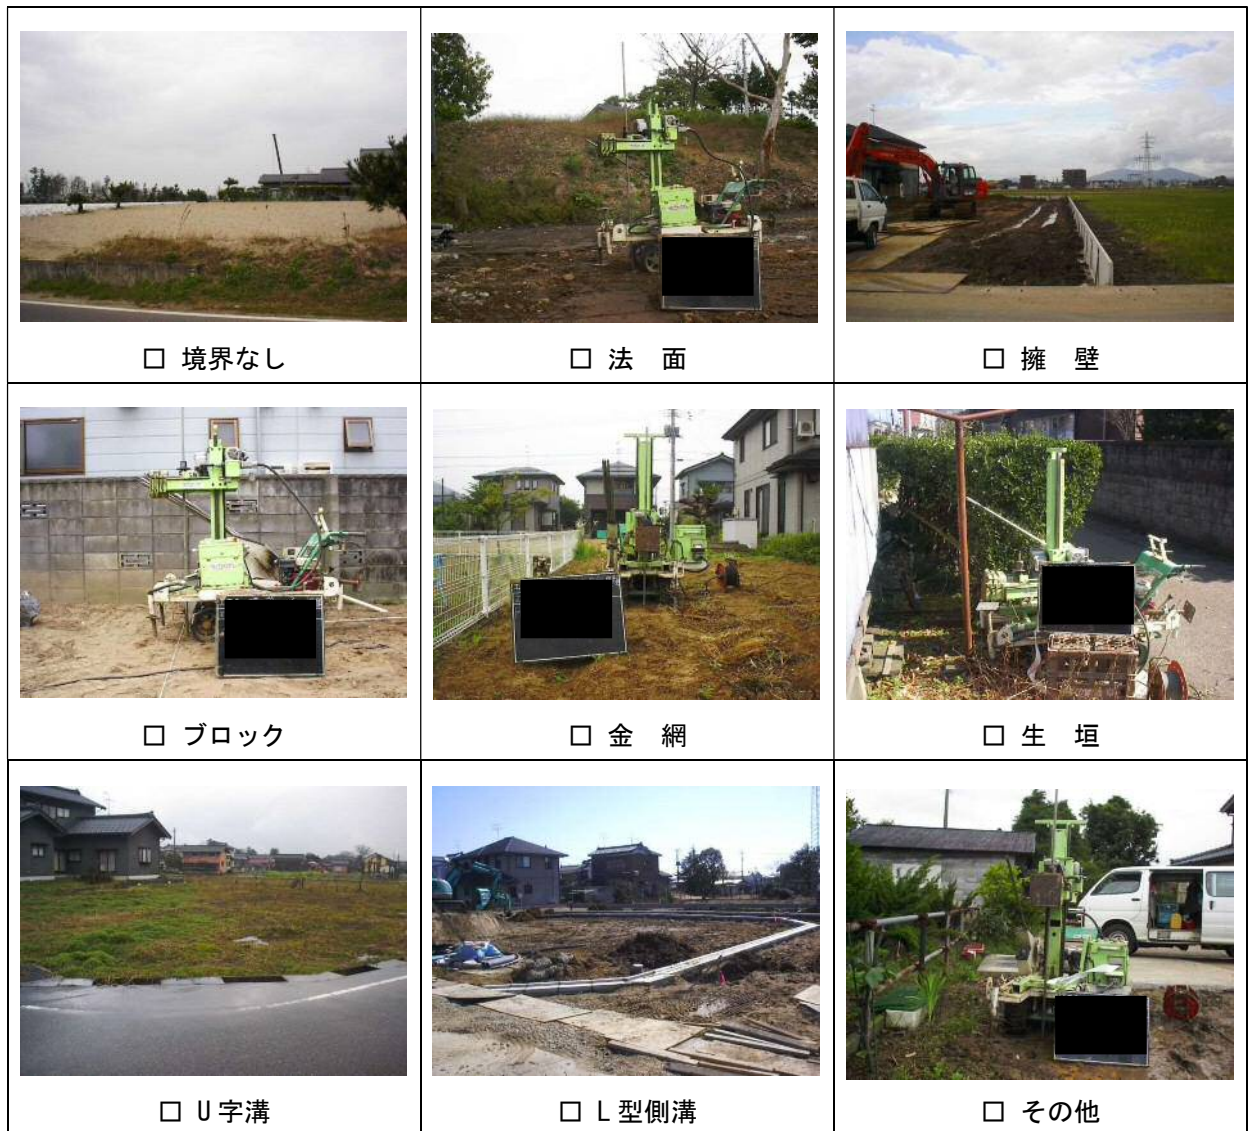 □ 境界なし
□ 法　面
□ 擁　壁
□ ブロック
□ 金　網
□ 生　垣
□ U字溝
□ L型側溝
□ その他